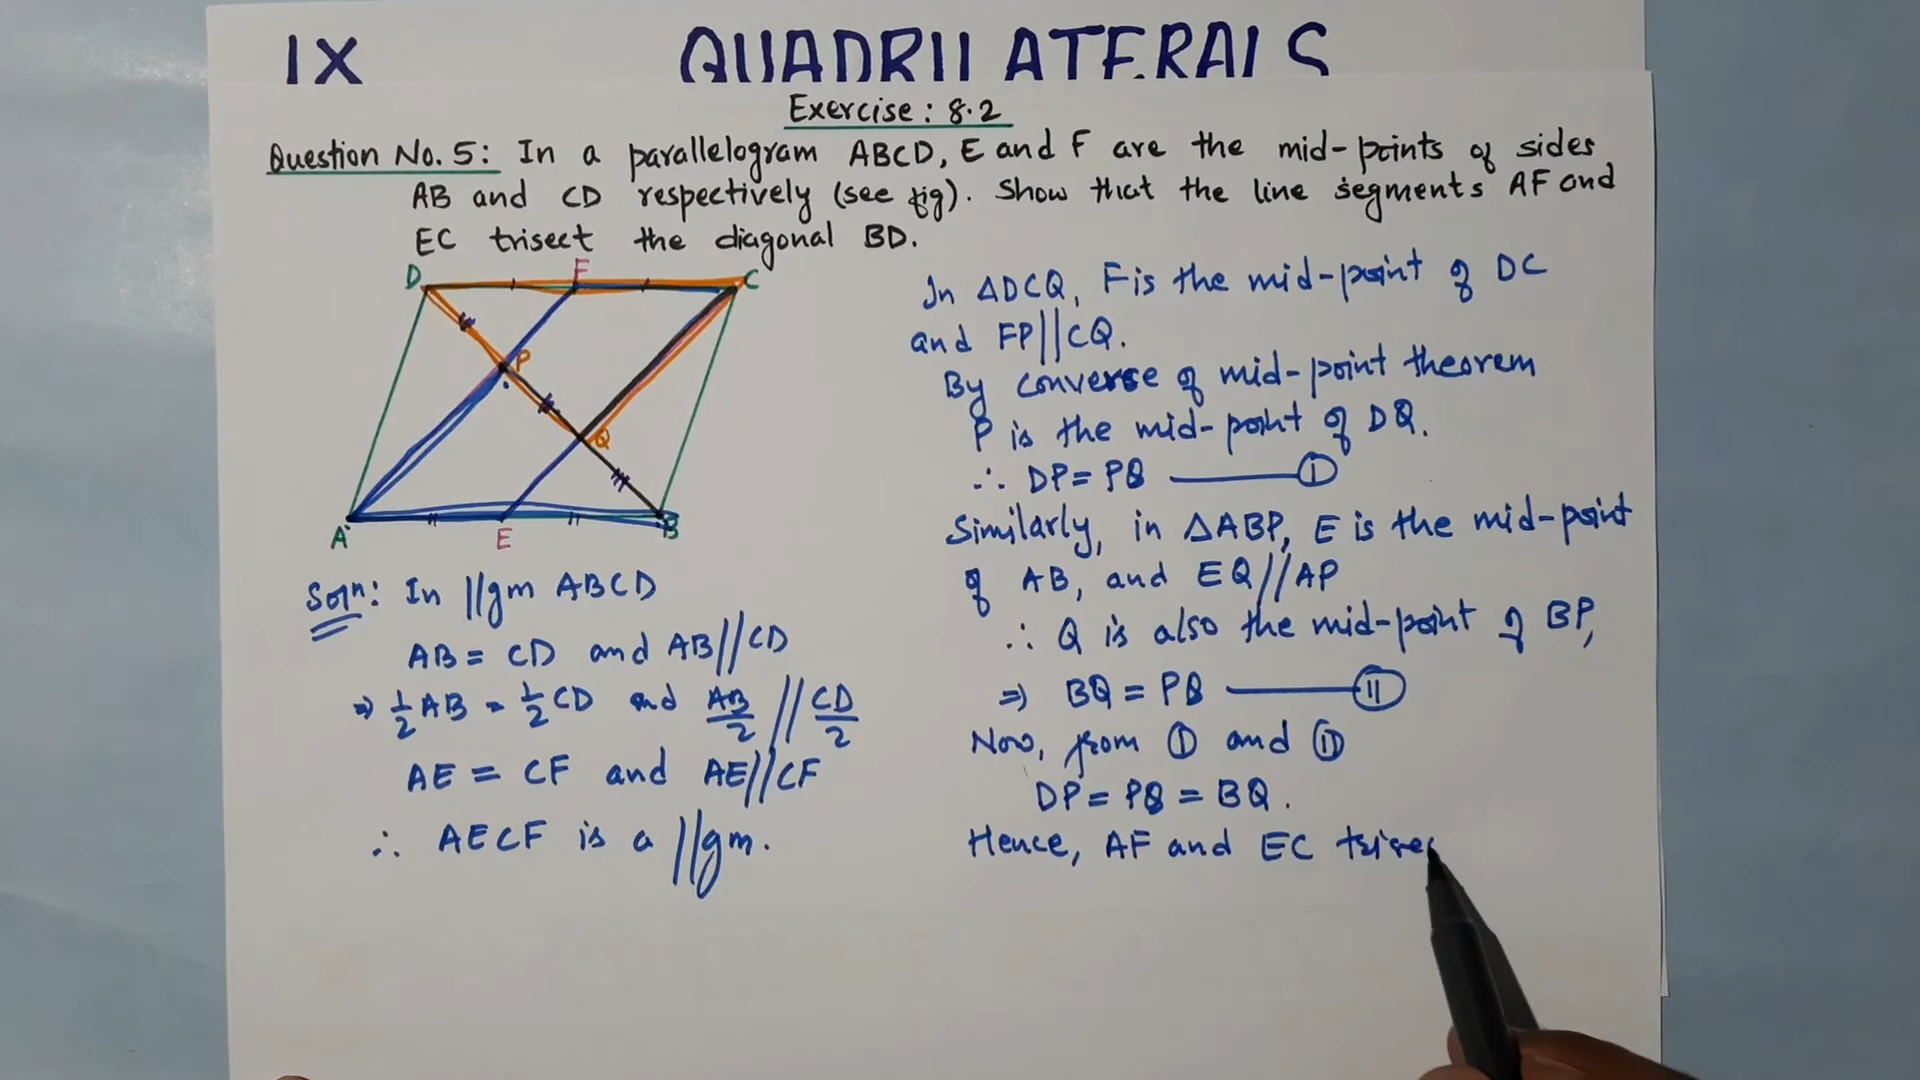 IX QUADRILATERALS
Exercise: 8.2
Question No. 5: In a parallelogram ABCD, E and F are the mid-points of sides
AB and CD respectively (see fig). Show that the line segments AF and
EC trisect the diagonal BD.
D F C
P
Q
A E B
Soln: In ||gm ABCD
AB = CD and AB//CD
⇒ 1/2 AB = 1/2 CD and AB/2 // CD/2
AE = CF and AE//CF
∴ AECF is a ||gm.
In ΔDCQ, F is the mid-point of DC
and FP||CQ.
By converse of mid-point theorem
P is the mid-point of DQ.
∴ DP = PQ ——— Ⓘ
Similarly, in ΔABP, E is the mid-point
of AB, and EQ//AP
∴ Q is also the mid-point of BP,
⇒ BQ = PQ ——— Ⓘⓘ
Now, from Ⓘ and Ⓘⓘ
DP = PQ = BQ.
Hence, AF and EC trisec